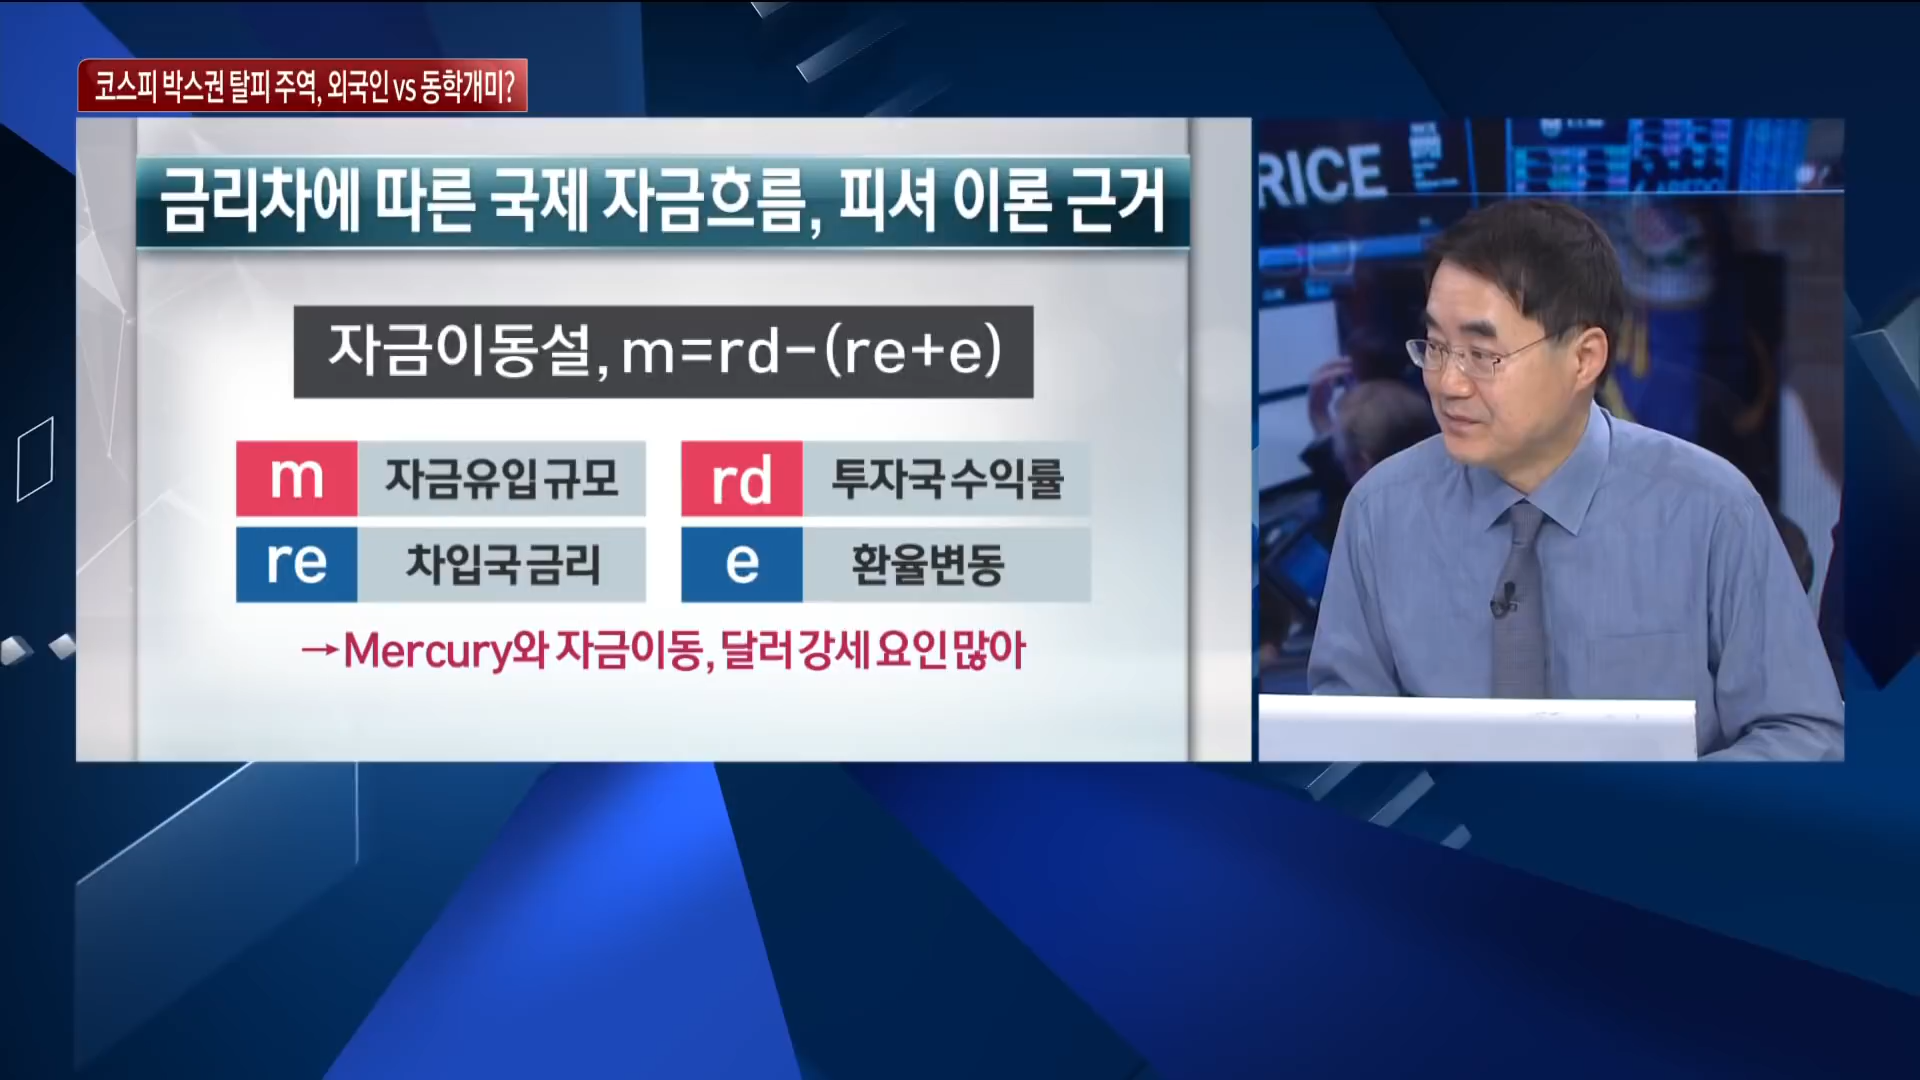 코스피 박스권 탈피 주역, 외국인 vs 동학개미?
금리차에 따른 국제 자금흐름, 피셔 이론 근거
자금이동설, m=rd-(re+e)
m 자금유입 규모 rd 투자국 수익률
re 차입국 금리 e 환율변동
→Mercury와 자금이동, 달러 강세 요인 많아
RICE